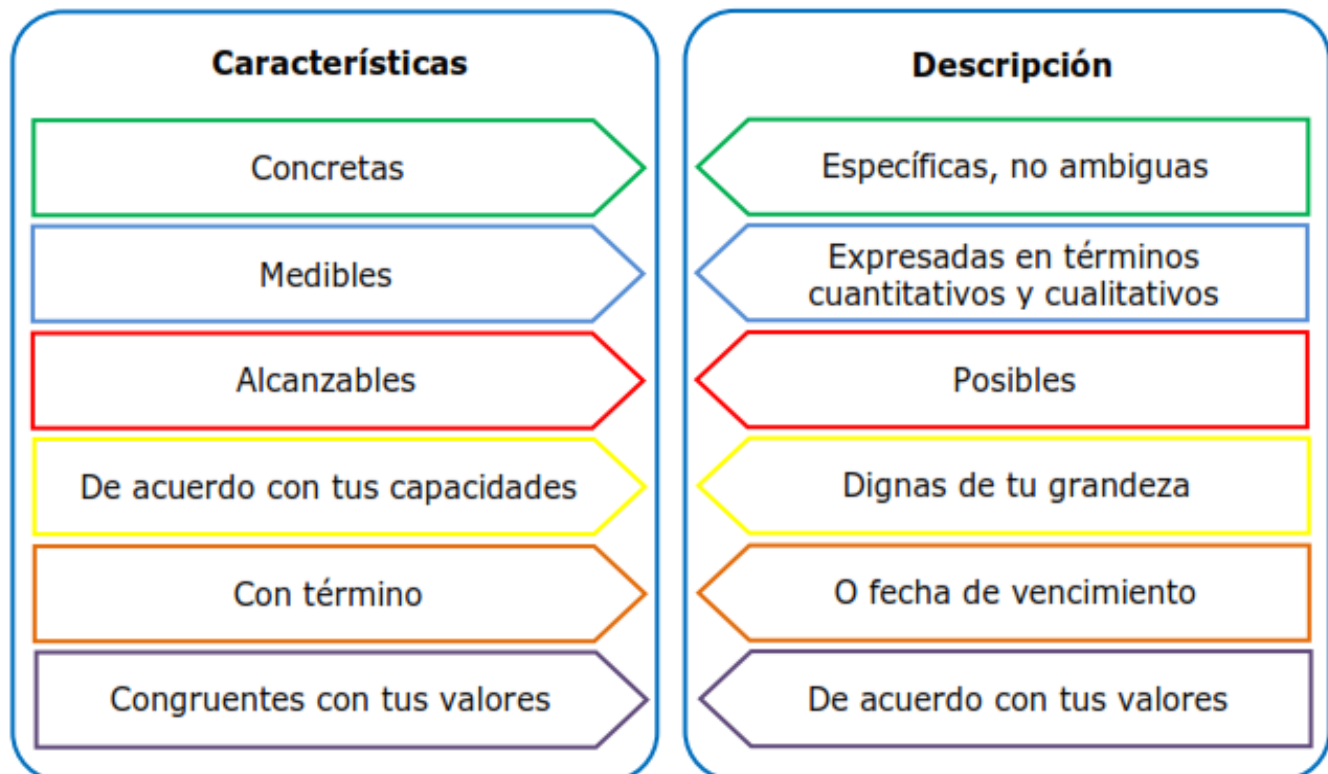 Características
Descripción
Concretas
Específicas, no ambiguas
Medibles
Expresadas en términos
cuantitativos y cualitativos
Alcanzables
Posibles
De acuerdo con tus capacidades
Dignas de tu grandeza
Con término
O fecha de vencimiento
Congruentes con tus valores
De acuerdo con tus valores